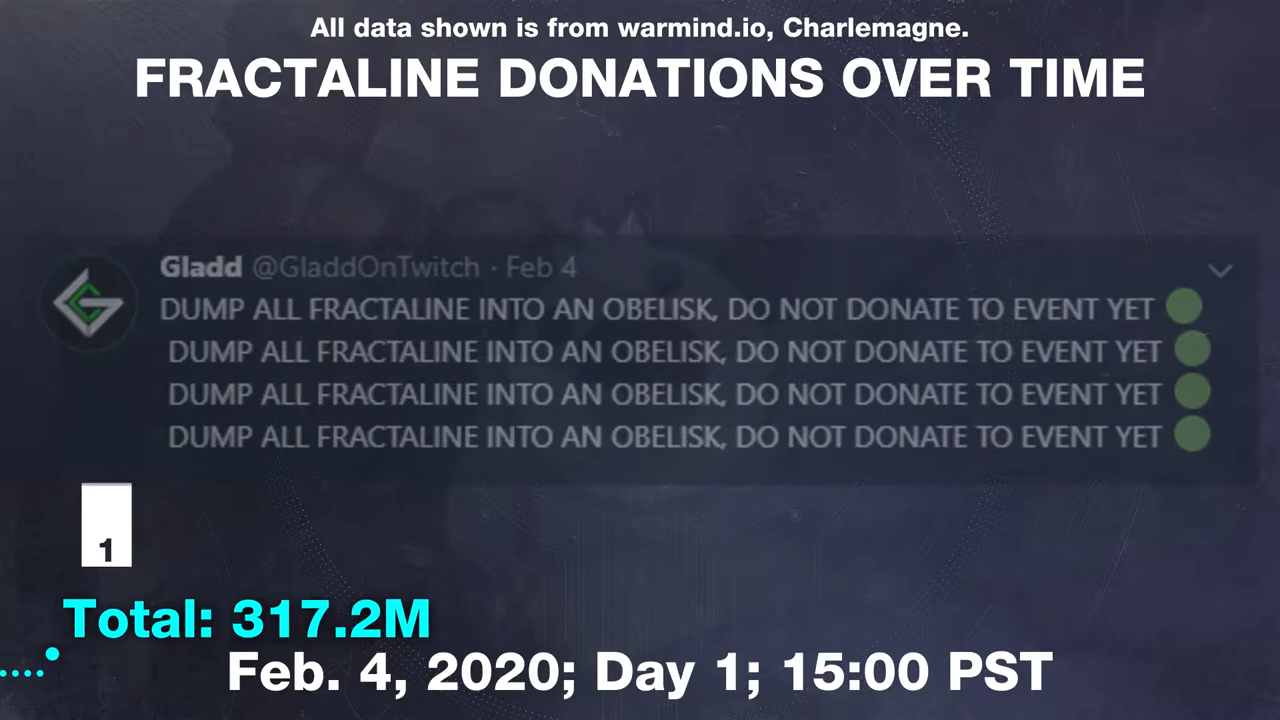 All data shown is from warmind.io, Charlemagne.
FRACTALINE DONATIONS OVER TIME
Gladd @GladdOnTwitch · Feb 4
DUMP ALL FRACTALINE INTO AN OBELISK, DO NOT DONATE TO EVENT YET
DUMP ALL FRACTALINE INTO AN OBELISK, DO NOT DONATE TO EVENT YET
DUMP ALL FRACTALINE INTO AN OBELISK, DO NOT DONATE TO EVENT YET
DUMP ALL FRACTALINE INTO AN OBELISK, DO NOT DONATE TO EVENT YET
1
Total: 317.2M
Feb. 4, 2020; Day 1; 15:00 PST